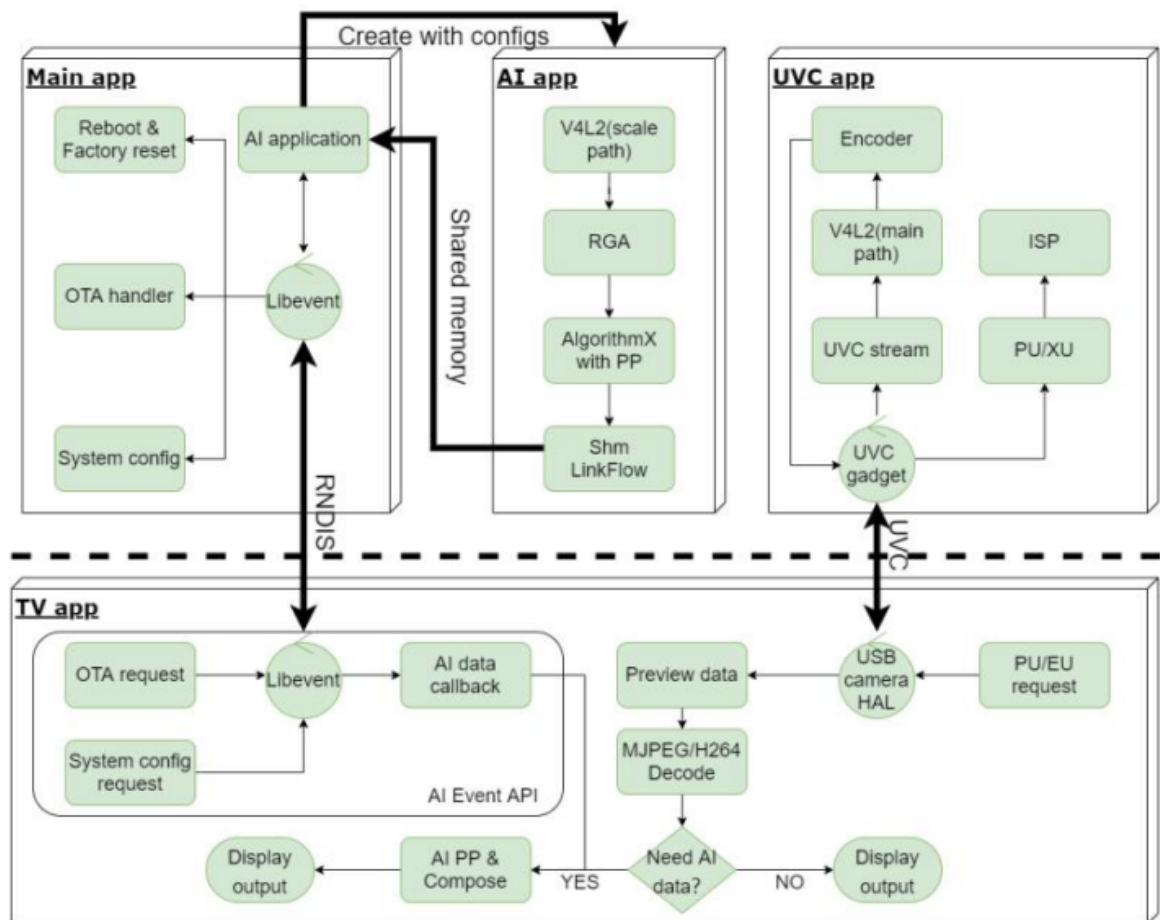 Create with configs
Main app
Reboot &
Factory reset
AI application
OTA handler
Libevent
System config
Shared memory
RNDIS
AI app
V4L2(scale
path)
RGA
AlgorithmX
with PP
Shm
LinkFlow
UVC app
Encoder
V4L2(main
path)
ISP
UVC stream
PU/XU
UVC
gadget
UVC
TV app
OTA request
Libevent
AI data
callback
System config
request
AI Event API
Preview data
USB
camera
HAL
PU/EU
request
MJPEG/H264
Decode
Display
output
AI PP &
Compose
YES
Need AI
data?
NO
Display
output